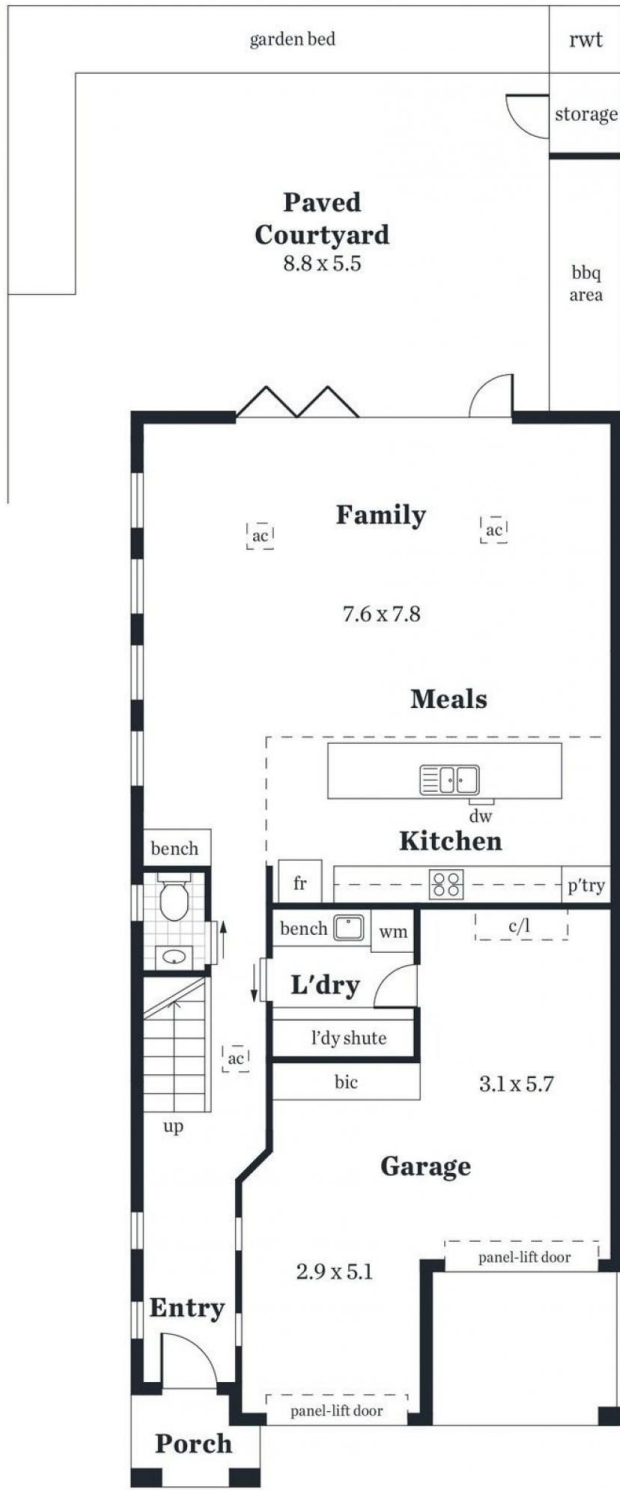 garden bed
rwt
storage
Paved
Courtyard
8.8 x 5.5
bbq
area
Family
ac
ac
7.6 x 7.8
Meals
dw
Kitchen
bench
fr
p'try
bench
wm
c/l
L'dry
l'dy shute
ac
bic
3.1 x 5.7
up
Garage
panel-lift door
2.9 x 5.1
Entry
panel-lift door
Porch